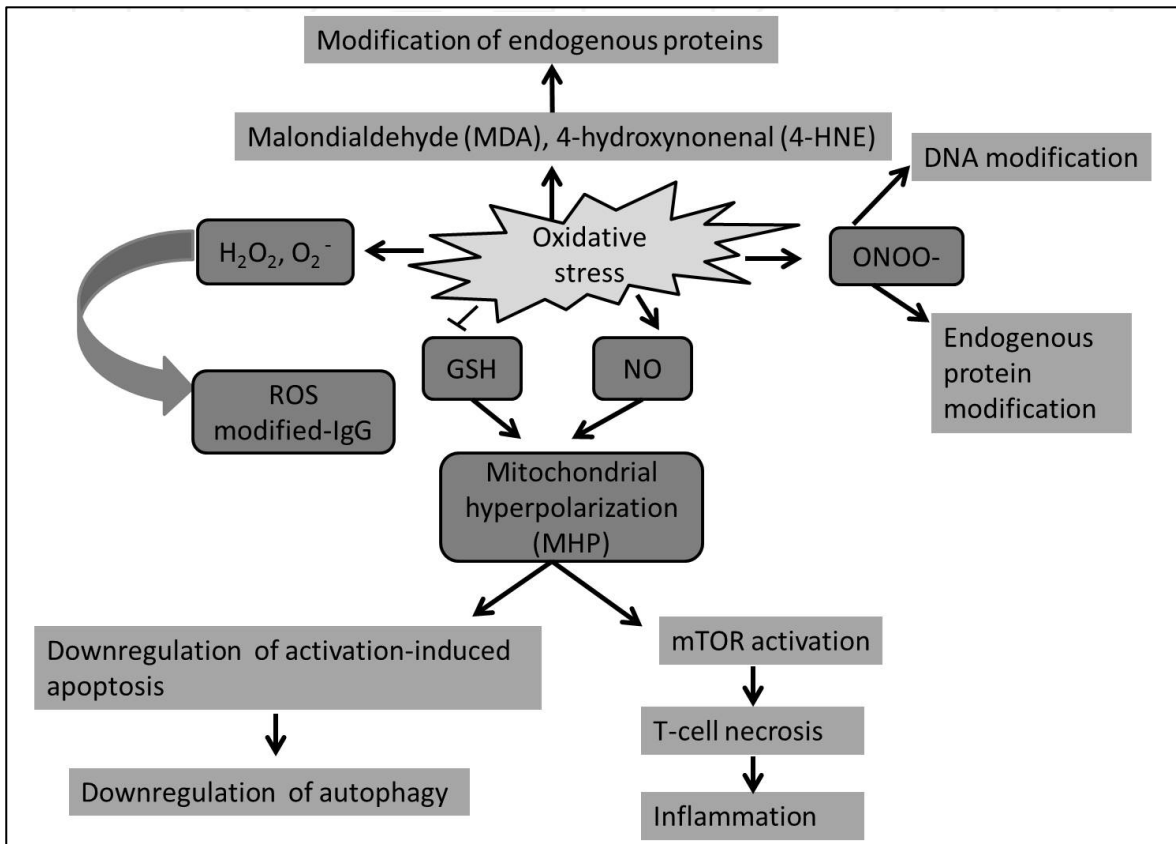 Modification of endogenous proteins
Malondialdehyde (MDA), 4-hydroxynonenal (4-HNE)
DNA modification
Oxidative
stress
H₂O₂, O₂⁻
ONOO-
GSH
NO
Endogenous
protein
modification
ROS
modified-IgG
Mitochondrial
hyperpolarization
(MHP)
Downregulation of activation-induced
apoptosis
mTOR activation
T-cell necrosis
Downregulation of autophagy
Inflammation